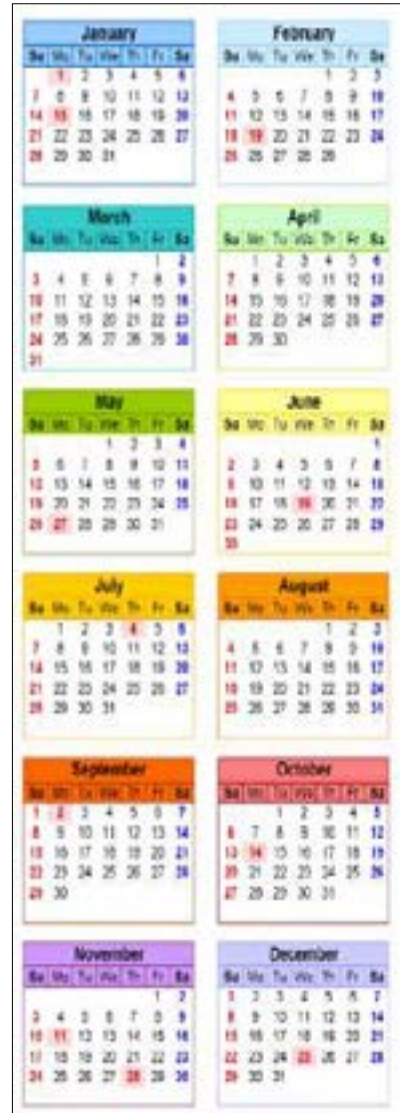 January
Su Mo Tu We Th Fr Sa
1 2 3 4 5 6
7 8 9 10 11 12 13
14 15 16 17 18 19 20
21 22 23 24 25 26 27
28 29 30 31
February
Su Mo Tu We Th Fr Sa
1 2 3
4 5 6 7 8 9 10
11 12 13 14 15 16 17
18 19 20 21 22 23 24
25 26 27 28 29
March
Su Mo Tu We Th Fr Sa
1 2
3 4 5 6 7 8 9
10 11 12 13 14 15 16
17 18 19 20 21 22 23
24 25 26 27 28 29 30
31
April
Su Mo Tu We Th Fr Sa
1 2 3 4 5 6
7 8 9 10 11 12 13
14 15 16 17 18 19 20
21 22 23 24 25 26 27
28 29 30
May
Su Mo Tu We Th Fr Sa
1 2 3 4
5 6 7 8 9 10 11
12 13 14 15 16 17 18
19 20 21 22 23 24 25
26 27 28 29 30 31
June
Su Mo Tu We Th Fr Sa
1
2 3 4 5 6 7 8
9 10 11 12 13 14 15
16 17 18 19 20 21 22
23 24 25 26 27 28 29
30
July
Su Mo Tu We Th Fr Sa
1 2 3 4 5 6
7 8 9 10 11 12 13
14 15 16 17 18 19 20
21 22 23 24 25 26 27
28 29 30 31
August
Su Mo Tu We Th Fr Sa
1 2 3
4 5 6 7 8 9 10
11 12 13 14 15 16 17
18 19 20 21 22 23 24
25 26 27 28 29 30 31
September
Su Mo Tu We Th Fr Sa
1 2 3 4 5 6 7
8 9 10 11 12 13 14
15 16 17 18 19 20 21
22 23 24 25 26 27 28
29 30
October
Su Mo Tu We Th Fr Sa
1 2 3 4 5
6 7 8 9 10 11 12
13 14 15 16 17 18 19
20 21 22 23 24 25 26
27 28 29 30 31
November
Su Mo Tu We Th Fr Sa
1 2
3 4 5 6 7 8 9
10 11 12 13 14 15 16
17 18 19 20 21 22 23
24 25 26 27 28 29 30
December
Su Mo Tu We Th Fr Sa
1 2 3 4 5 6 7
8 9 10 11 12 13 14
15 16 17 18 19 20 21
22 23 24 25 26 27 28
29 30 31